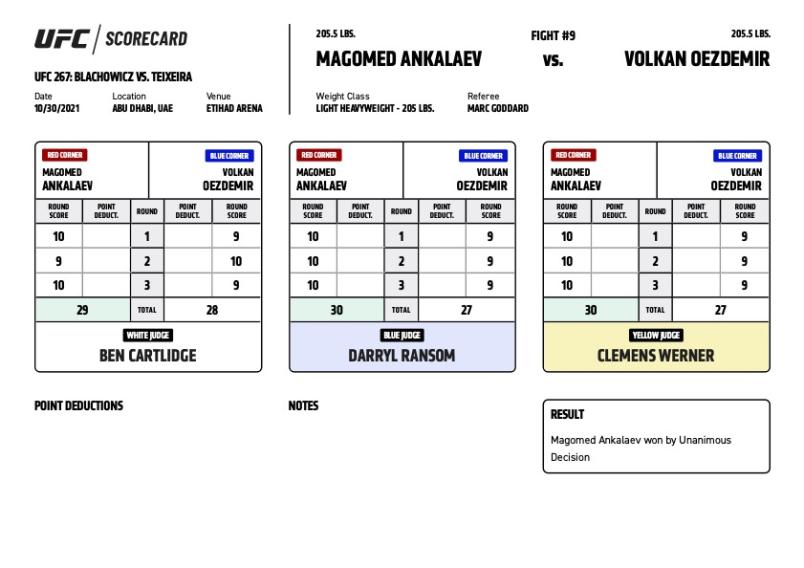 UFC / SCORECARD
UFC 267: BLACHOWICZ VS. TEIXEIRA
Date Location Venue
10/30/2021 ABU DHABI, UAE ETIHAD ARENA
205.5 LBS. FIGHT #9 205.5 LBS.
MAGOMED ANKALAEV VS. VOLKAN OEZDEMIR
Weight Class Referee
LIGHT HEAVYWEIGHT - 205 LBS. MARC GODDARD
RED CORNER BLUE CORNER
MAGOMED VOLKAN
ANKALAEV OEZDEMIR
ROUND SCORE POINT DEDUCT. ROUND POINT DEDUCT. ROUND SCORE
10 1 9
9 2 10
10 3 9
29 TOTAL 28
WHITE JUDGE
BEN CARTLIDGE
RED CORNER BLUE CORNER
MAGOMED VOLKAN
ANKALAEV OEZDEMIR
ROUND SCORE POINT DEDUCT. ROUND POINT DEDUCT. ROUND SCORE
10 1 9
10 2 9
10 3 9
30 TOTAL 27
BLUE JUDGE
DARRYL RANSOM
RED CORNER BLUE CORNER
MAGOMED VOLKAN
ANKALAEV OEZDEMIR
ROUND SCORE POINT DEDUCT. ROUND POINT DEDUCT. ROUND SCORE
10 1 9
10 2 9
10 3 9
30 TOTAL 27
YELLOW JUDGE
CLEMENS WERNER
POINT DEDUCTIONS
NOTES
RESULT
Magomed Ankalaev won by Unanimous
Decision